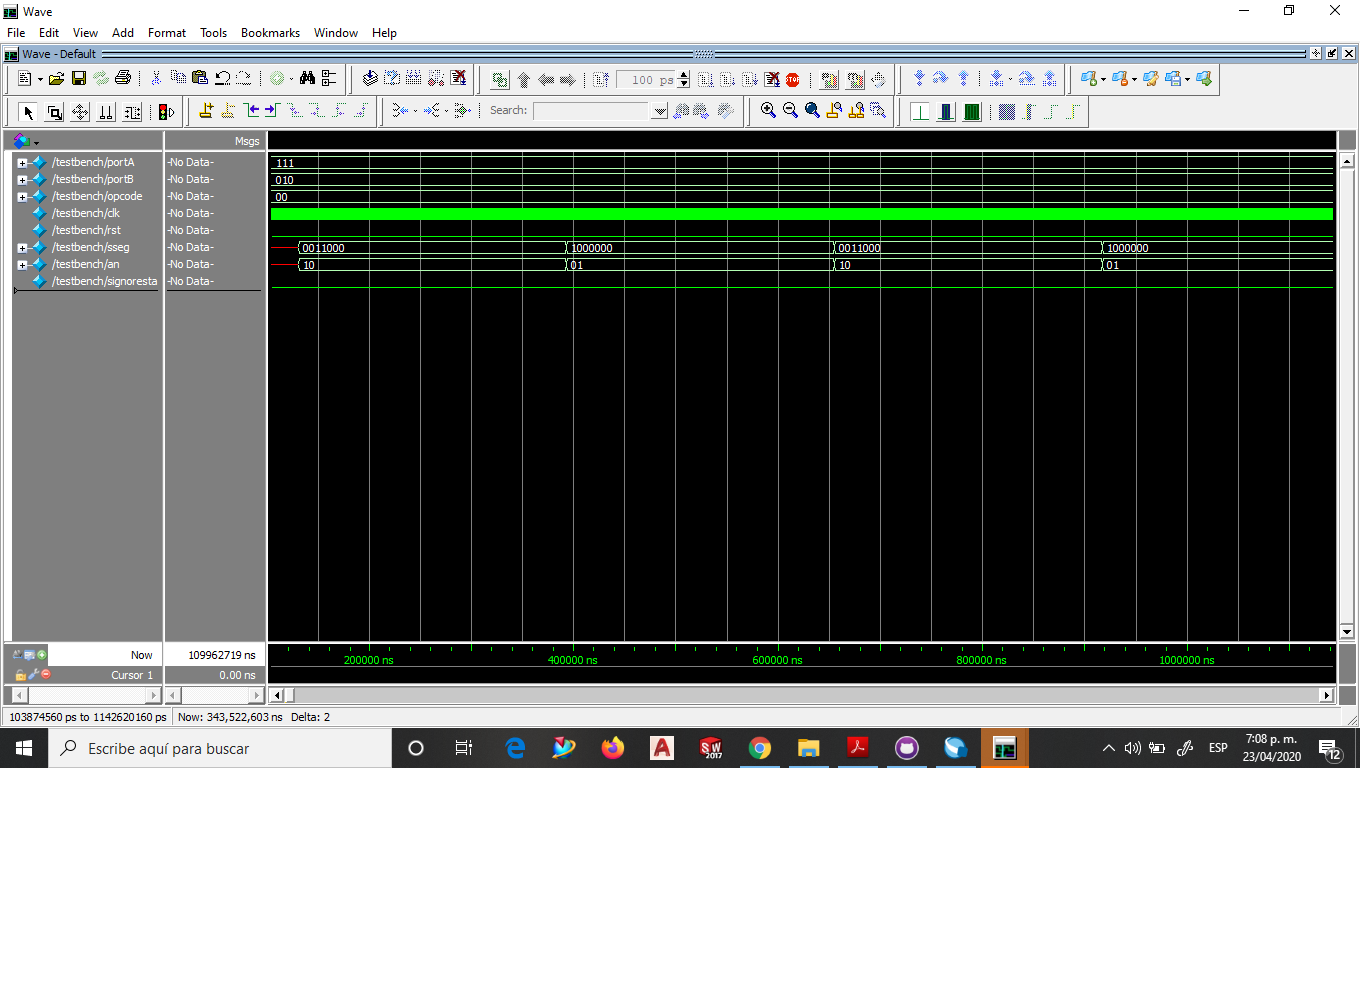 Wave
File Edit View Add Format Tools Bookmarks Window Help
Wave - Default
100 ps
Search:
Msgs
/testbench/portA -No Data- 111
/testbench/portB -No Data- 010
/testbench/opcode -No Data- 00
/testbench/clk -No Data-
/testbench/rst -No Data-
/testbench/sseg -No Data- 0011000 1000000 0011000 1000000
/testbench/an -No Data- 10 01 10 01
/testbench/signoresta -No Data-
Now 109962719 ns 200000 ns 400000 ns 600000 ns 800000 ns 1000000 ns
Cursor 1 0.00 ns
103874560 ps to 1142620160 ps Now: 343,522,603 ns Delta: 2
Escribe aquí para buscar
SW 2017
ESP
7:08 p. m.
23/04/2020
12